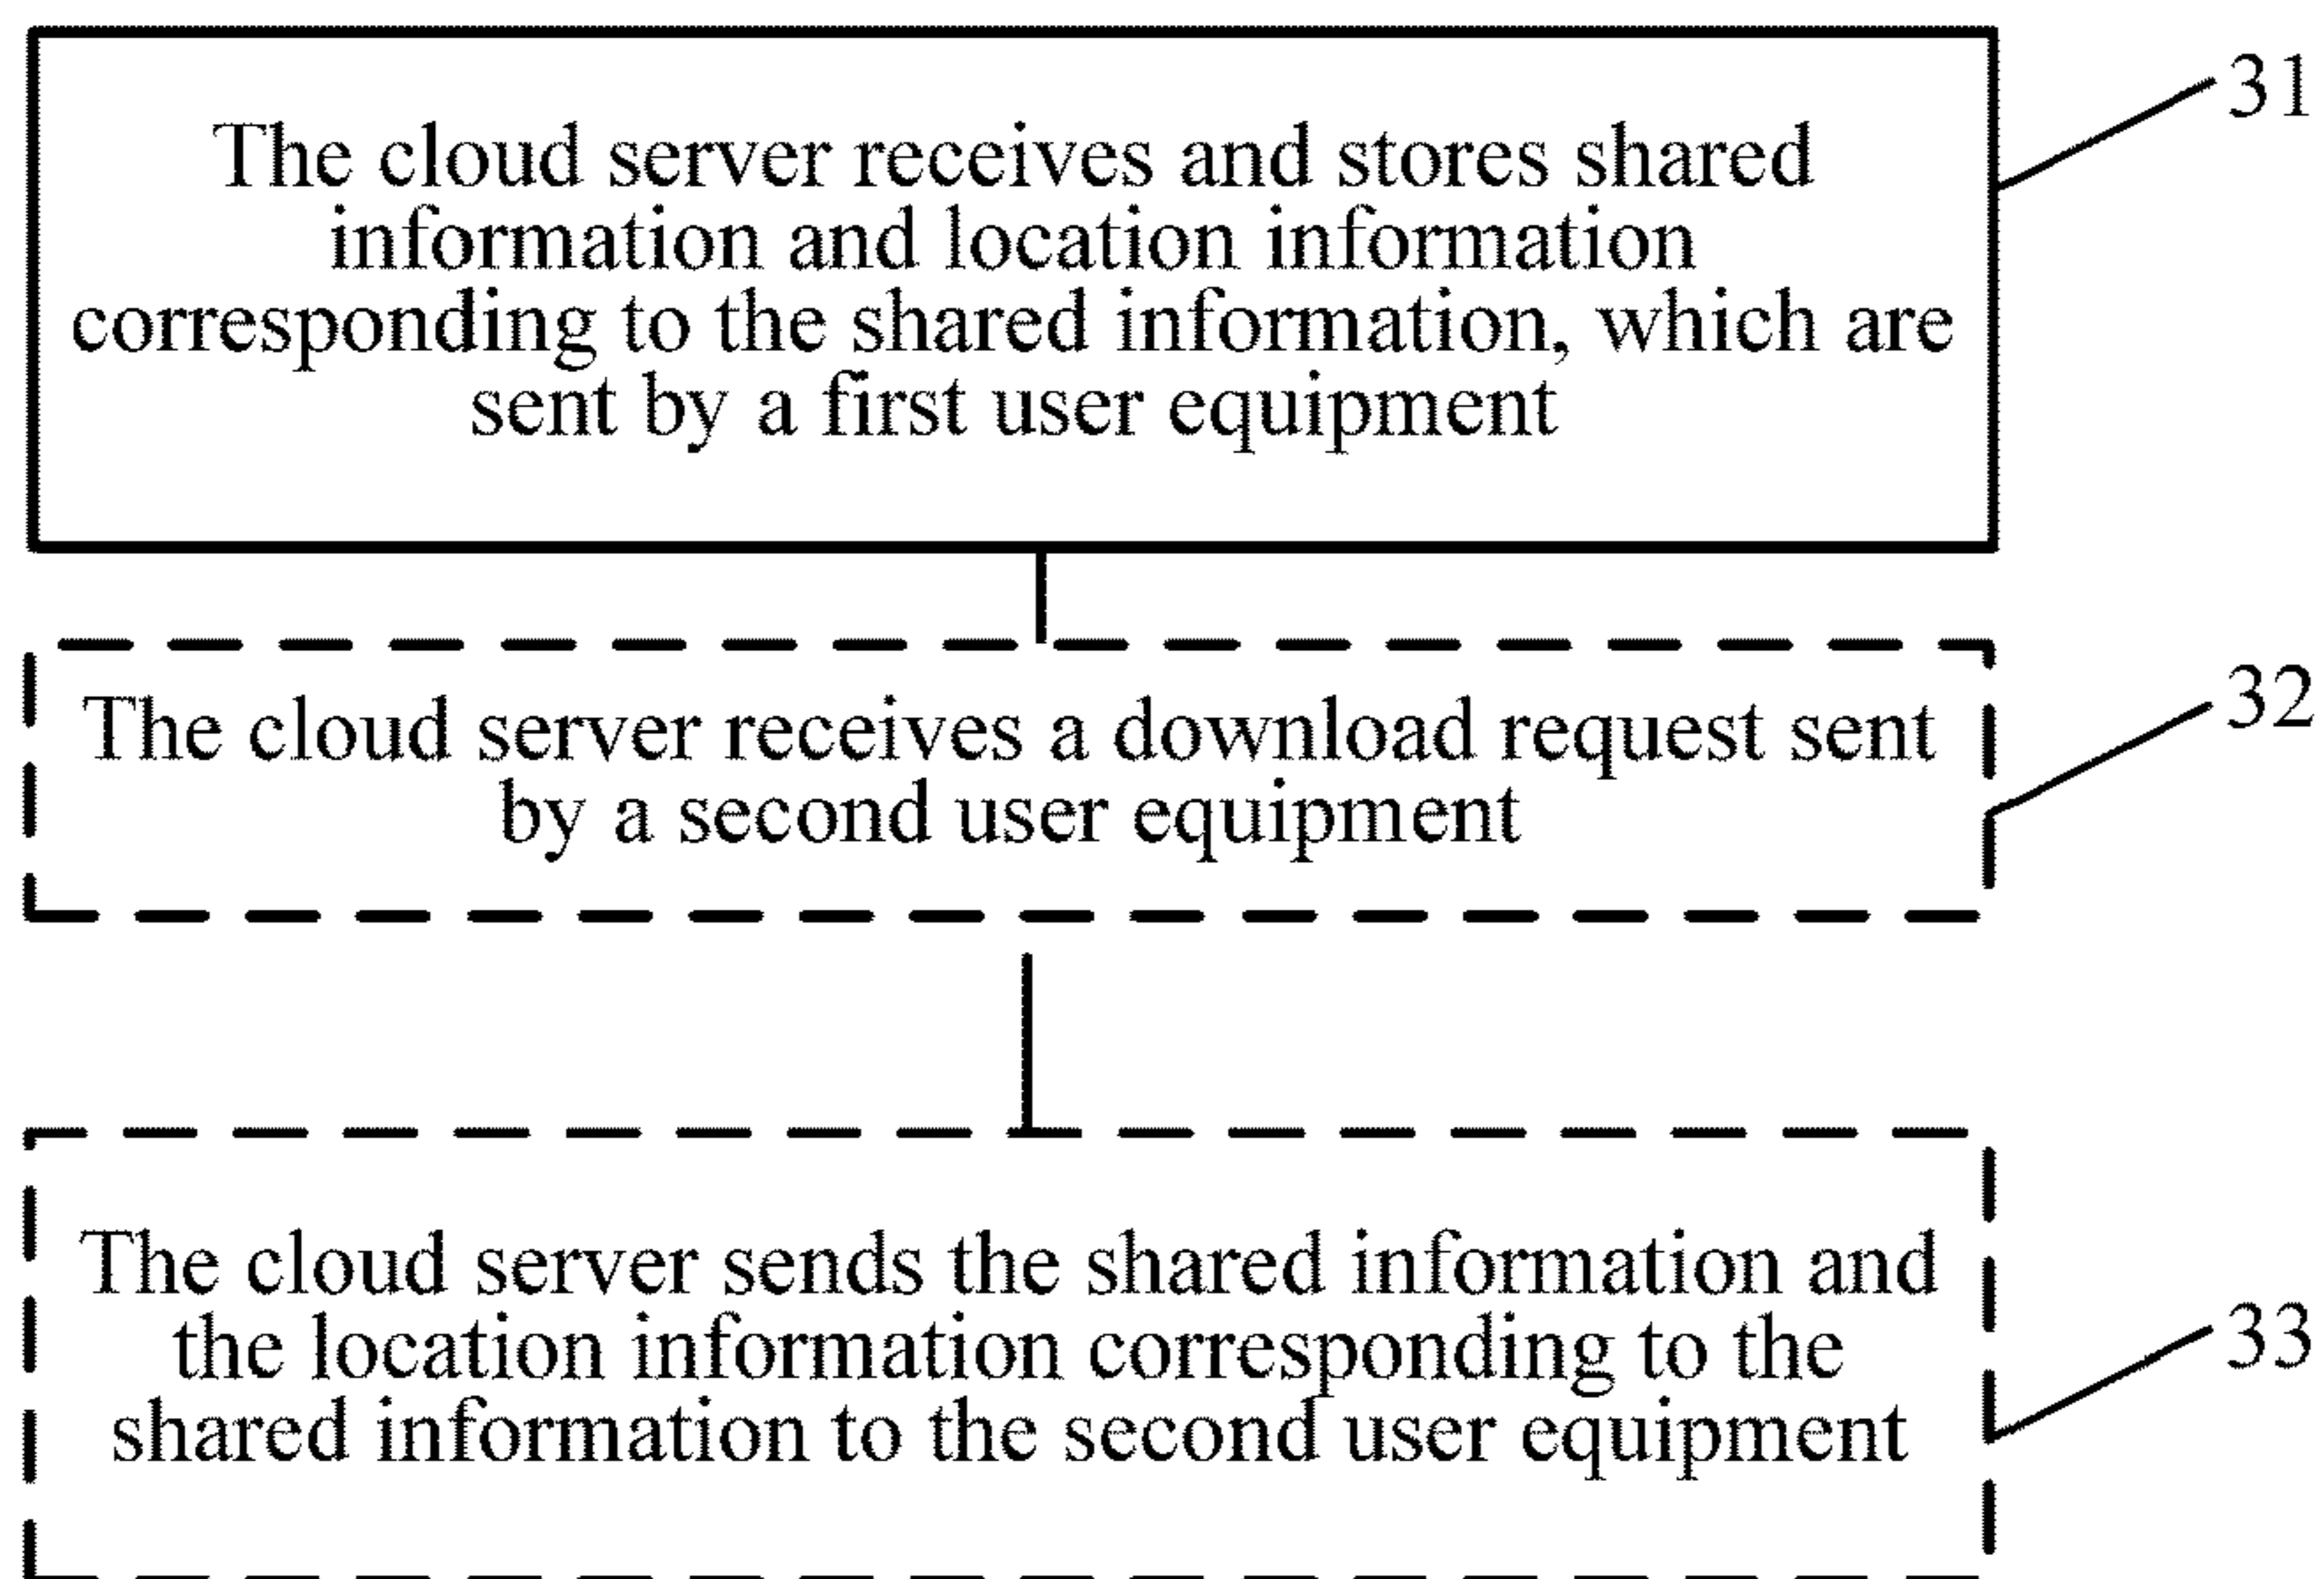 The cloud server receives and stores shared
information and location information
corresponding to the shared information, which are
sent by a first user equipment
31
The cloud server receives a download request sent
by a second user equipment
32
The cloud server sends the shared information and
the location information corresponding to the
shared information to the second user equipment
33